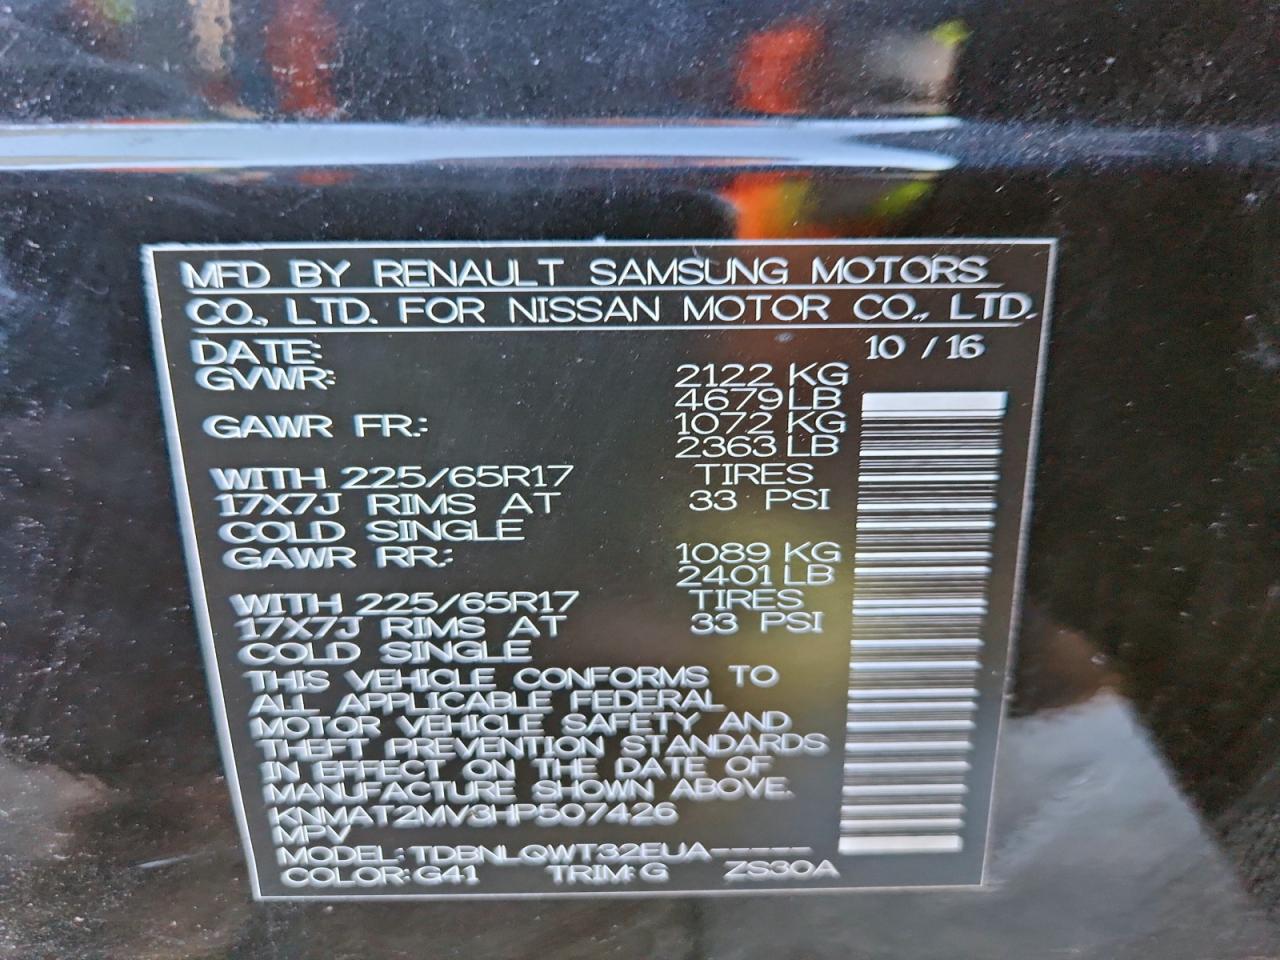 MFD BY RENAULT SAMSUNG MOTORS
CO., LTD. FOR NISSAN MOTOR CO., LTD.
DATE: 10 / 16
GVWR: 2122 KG
4679 LB
GAWR FR.: 1072 KG
2363 LB
WITH 225/65R17 TIRES
17X7J RIMS AT 33 PSI
COLD SINGLE
GAWR RR: 1089 KG
2401 LB
WITH 225/65R17 TIRES
17X7J RIMS AT 33 PSI
COLD SINGLE
THIS VEHICLE CONFORMS TO
ALL APPLICABLE FEDERAL
MOTOR VEHICLE SAFETY AND
THEFT PREVENTION STANDARDS
IN EFFECT ON THE DATE OF
MANUFACTURE SHOWN ABOVE.
KNMAT2MV3HP507426
MPV
MODEL: TDBNLQWT32EUA-----
COLOR: G41 TRIM: G ZS30A